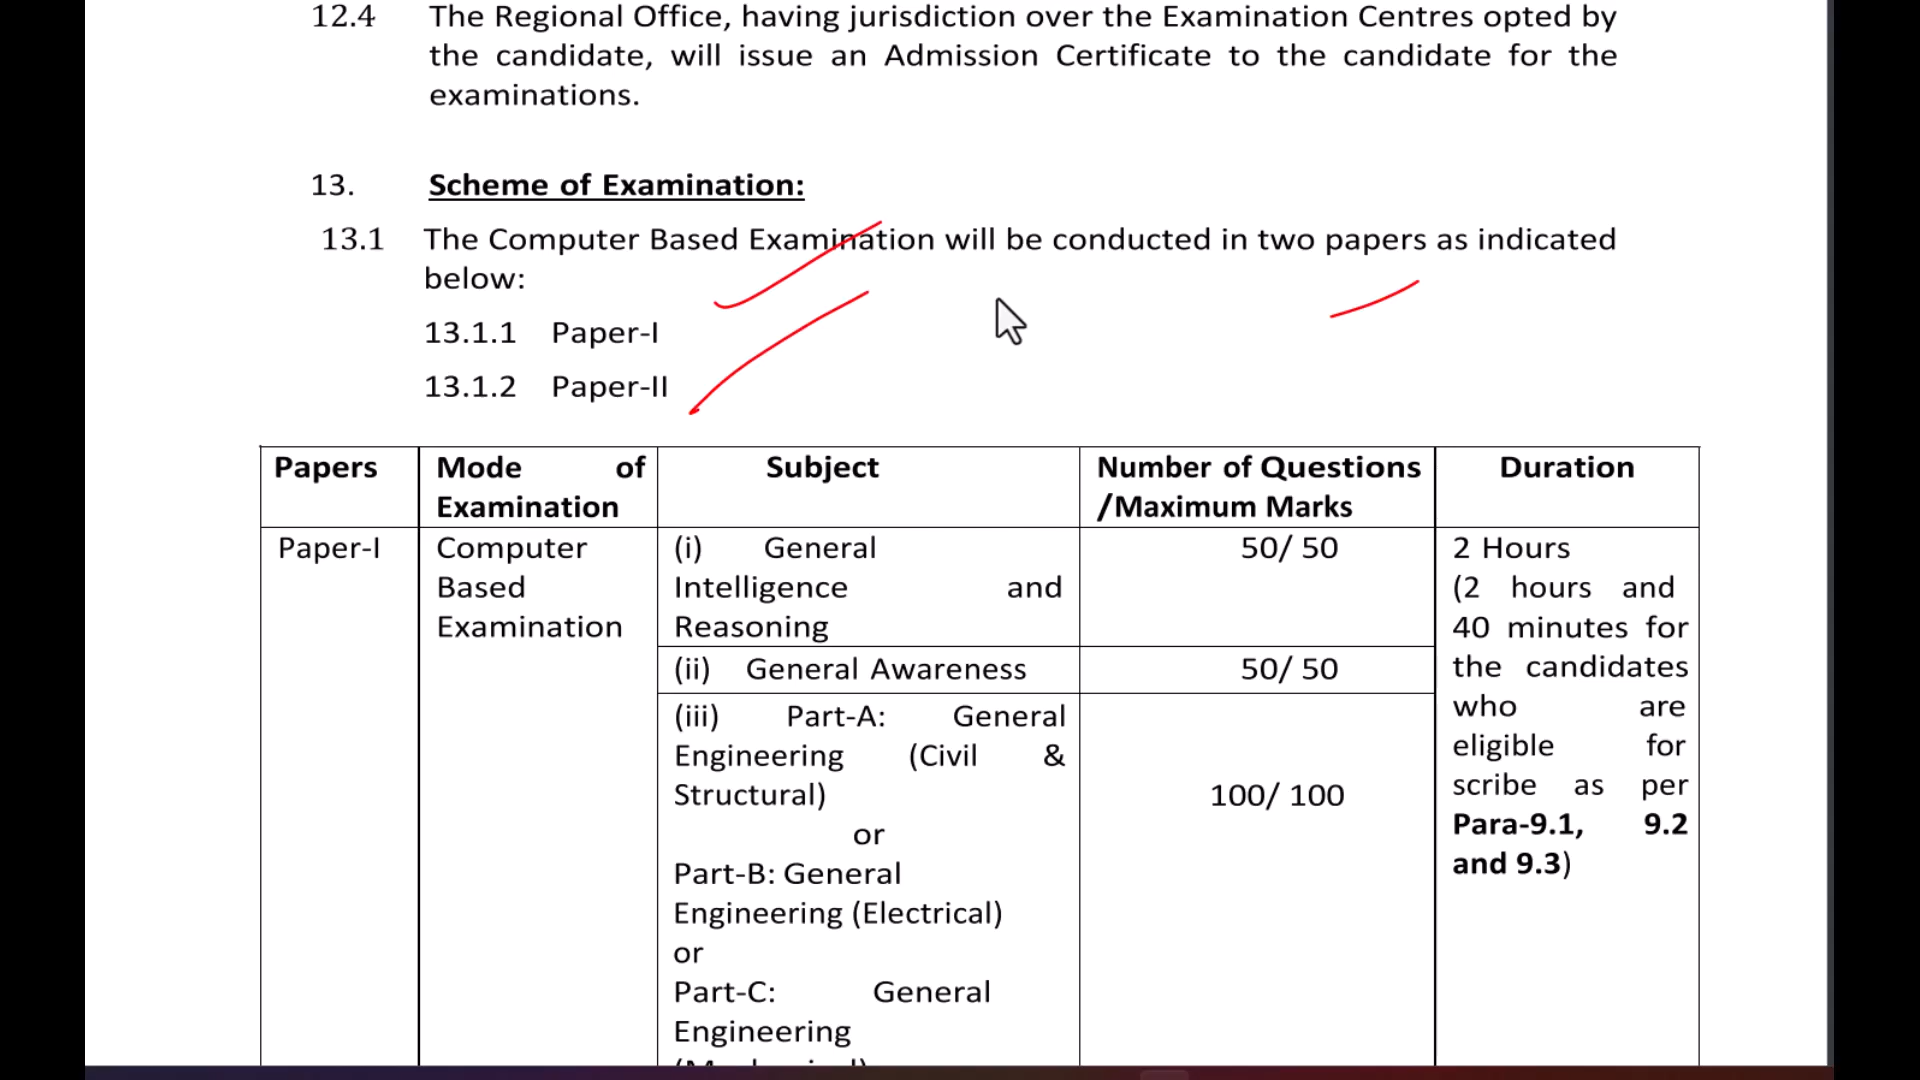 12.4 The Regional Office, having jurisdiction over the Examination Centres opted by
the candidate, will issue an Admission Certificate to the candidate for the
examinations.
13. Scheme of Examination:
13.1 The Computer Based Examination will be conducted in two papers as indicated
below:
13.1.1 Paper-I
13.1.2 Paper-II
Papers
Mode of
Examination
Subject
Number of Questions
/Maximum Marks
Duration
Paper-I
Computer
Based
Examination
(i) General
Intelligence and
Reasoning
50/ 50
(ii) General Awareness
50/ 50
(iii) Part-A: General
Engineering (Civil &
Structural)
or
Part-B: General
Engineering (Electrical)
or
Part-C: General
Engineering
100/ 100
2 Hours
(2 hours and
40 minutes for
the candidates
who are
eligible for
scribe as per
Para-9.1, 9.2
and 9.3)